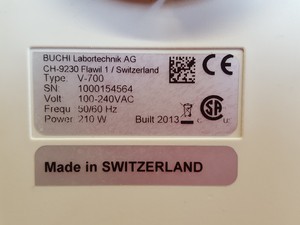 BUCHI Labortechnik AG
CH-9230 Flawil 1 / Switzerland
Type: V-700
SN: 1000154564
Volt: 100-240VAC
Frequ 50/60 Hz
Power 210 W Built 2013
Made in SWITZERLAND